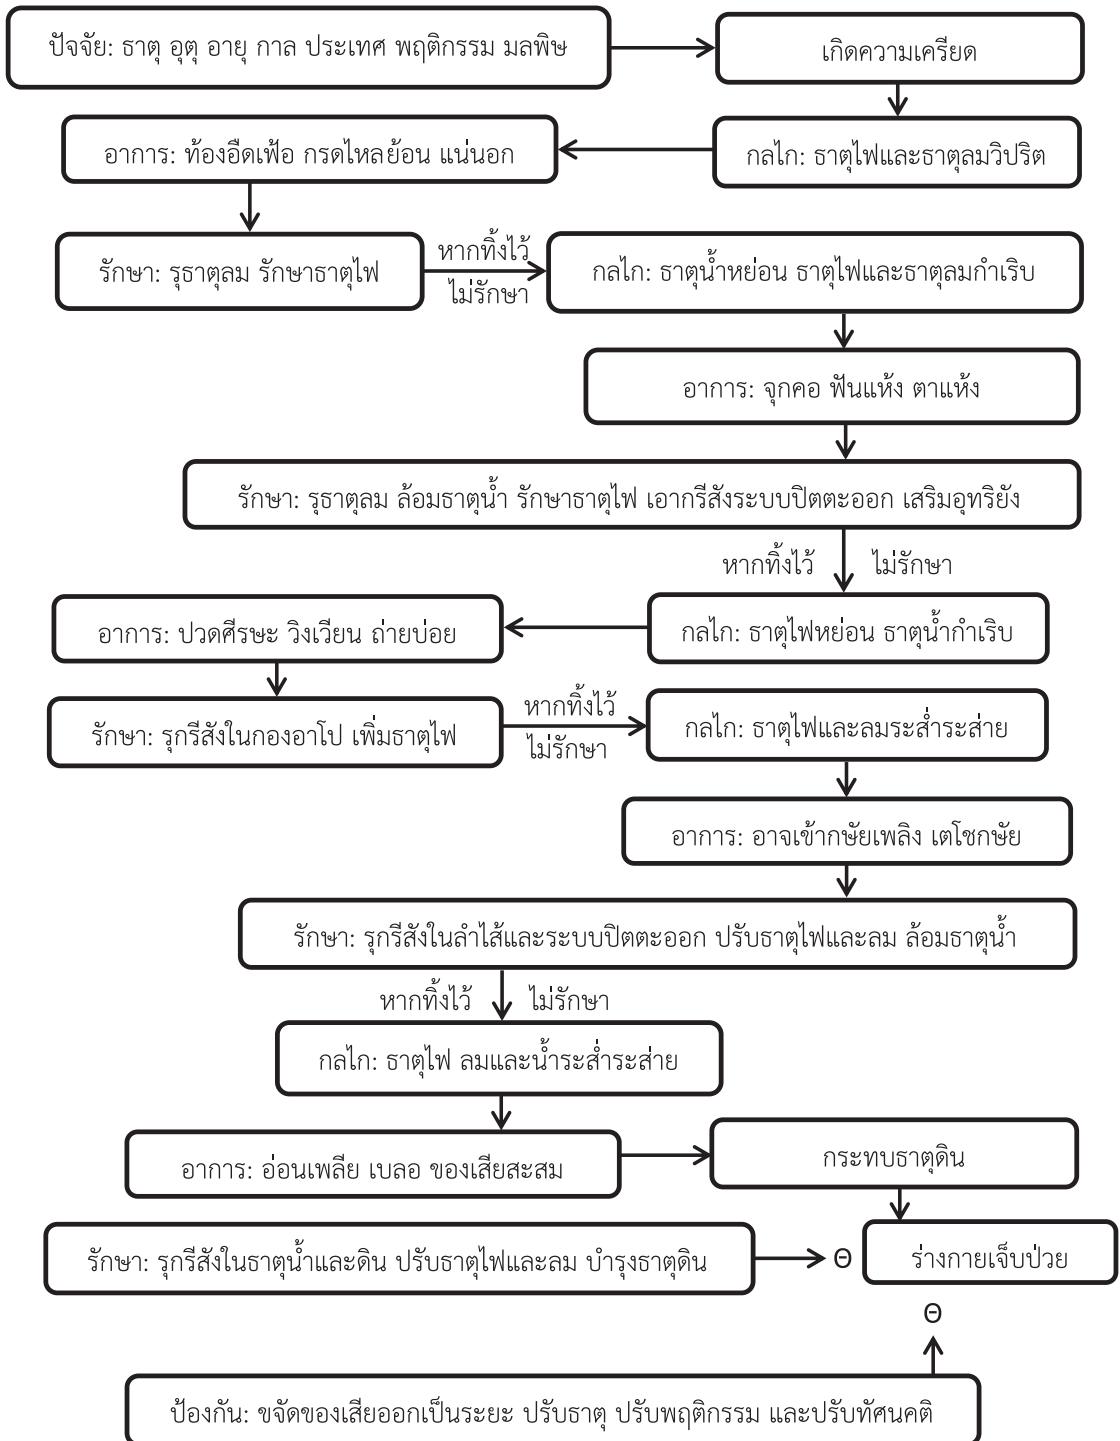 ปัจจัย: ธาตุ อุตุ อายุ กาล ประเทศ พฤติกรรม มลพิษ
เกิดความเครียด
กลไก: ธาตุไฟและธาตุลมวิปริต
อาการ: ท้องอืดเฟ้อ กรดไหลย้อน แน่นอก
รักษา: รุธาตุลม รักษาธาตุไฟ
หากทิ้งไว้
ไม่รักษา
กลไก: ธาตุน้ำหย่อน ธาตุไฟและธาตุลมกำเริบ
อาการ: จุกคอ ฟันแห้ง ตาแห้ง
รักษา: รุธาตุลม ล้อมธาตุน้ำ รักษาธาตุไฟ เอากรีสังระบบปิตตะออก เสริมอุทริยัง
หากทิ้งไว้ ไม่รักษา
กลไก: ธาตุไฟหย่อน ธาตุน้ำกำเริบ
อาการ: ปวดศีรษะ วิงเวียน ถ่ายบ่อย
รักษา: รุกรีสังในกองอาโป เพิ่มธาตุไฟ
หากทิ้งไว้
ไม่รักษา
กลไก: ธาตุไฟและลมระส่ำระส่าย
อาการ: อาจเข้ากษัยเพลิง เตโชกษัย
รักษา: รุกรีสังในลำไส้และระบบปิตตะออก ปรับธาตุไฟและลม ล้อมธาตุน้ำ
หากทิ้งไว้ ไม่รักษา
กลไก: ธาตุไฟ ลมและน้ำระส่ำระส่าย
อาการ: อ่อนเพลีย เบลอ ของเสียสะสม
กระทบธาตุดิน
รักษา: รุกรีสังในธาตุน้ำและดิน ปรับธาตุไฟและลม บำรุงธาตุดิน
Θ
ร่างกายเจ็บป่วย
Θ
ป้องกัน: ขจัดของเสียออกเป็นระยะ ปรับธาตุ ปรับพฤติกรรม และปรับทัศนคติ